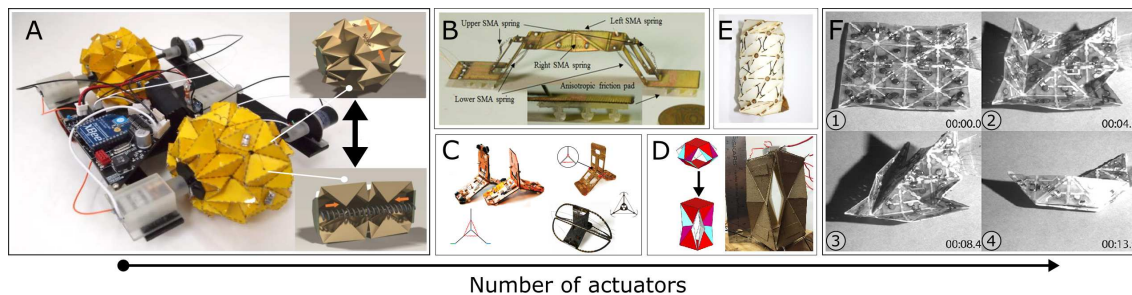 A
B
Left SMA spring
Upper SMA spring
Right SMA spring
Anisotropic friction pad
Lower SMA spring
C
D
E
F
1
00:00.0
2
00:04.
3
00:08.4
4
00:13.
Number of actuators